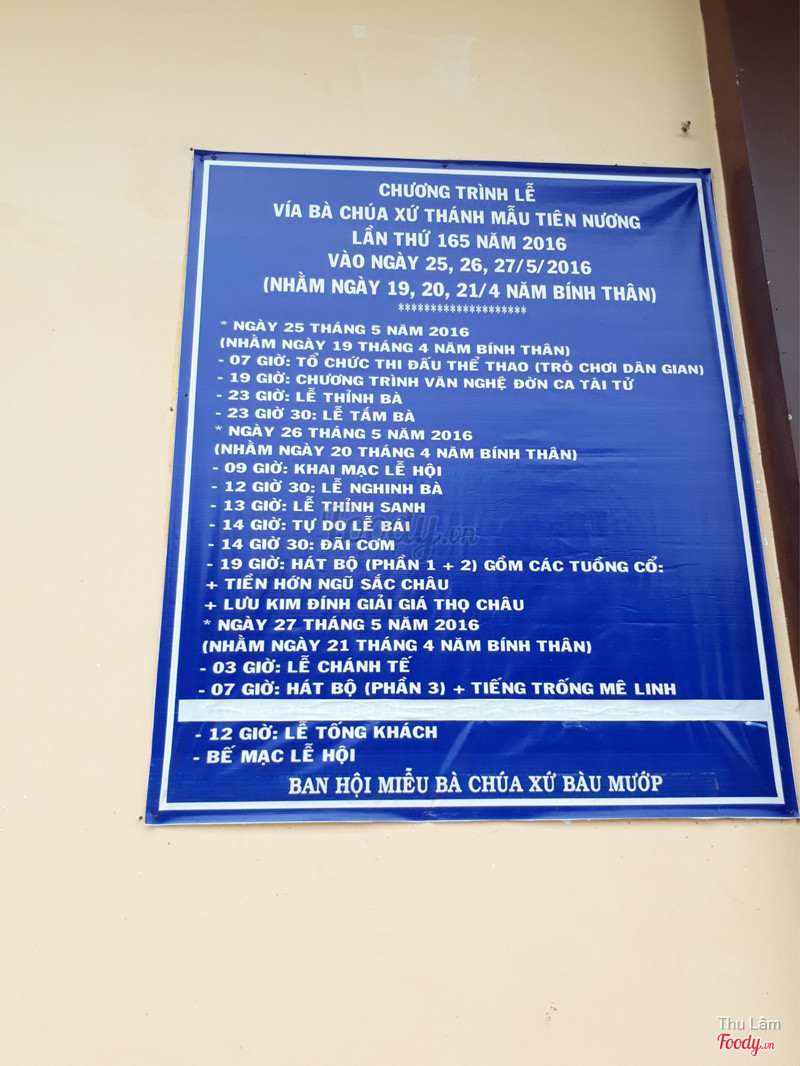 CHƯƠNG TRÌNH LỄ
VÍA BÀ CHÚA XỨ THÁNH MẪU TIÊN NƯƠNG
LẦN THỨ 165 NĂM 2016
VÀO NGÀY 25, 26, 27/5/2016
(NHẰM NGÀY 19, 20, 21/4 NĂM BÍNH THÂN)
********************
* NGÀY 25 THÁNG 5 NĂM 2016
(NHẰM NGÀY 19 THÁNG 4 NĂM BÍNH THÂN)
- 07 GIỜ: TỔ CHỨC THI ĐẤU THỂ THAO (TRÒ CHƠI DÂN GIAN)
- 19 GIỜ: CHƯƠNG TRÌNH VĂN NGHỆ ĐỜN CA TÀI TỬ
- 23 GIỜ: LỄ THỈNH BÀ
- 23 GIỜ 30: LỄ TẮM BÀ
* NGÀY 26 THÁNG 5 NĂM 2016
(NHẰM NGÀY 20 THÁNG 4 NĂM BÍNH THÂN)
- 09 GIỜ: KHAI MẠC LỄ HỘI
- 12 GIỜ 30: LỄ NGHINH BÀ
- 13 GIỜ: LỄ THỈNH SANH
- 14 GIỜ: TỰ DO LỄ BÁI
- 14 GIỜ 30: ĐÃI CƠM
- 19 GIỜ: HÁT BỘ (PHẦN 1 + 2) GỒM CÁC TUỒNG CỔ:
+ TIỀN HỚN NGŨ SẮC CHÂU
+ LƯU KIM ĐÍNH GIẢI GIÁ THỌ CHÂU
* NGÀY 27 THÁNG 5 NĂM 2016
(NHẰM NGÀY 21 THÁNG 4 NĂM BÍNH THÂN)
- 03 GIỜ: LỄ CHÁNH TẾ
- 07 GIỜ: HÁT BỘ (PHẦN 3) + TIẾNG TRỐNG MÊ LINH
- 12 GIỜ: LỄ TỐNG KHÁCH
- BẾ MẠC LỄ HỘI
BAN HỘI MIỄU BÀ CHÚA XỨ BÀU MƯỚP
Foody.vn
Thu Lâm
Foody.vn